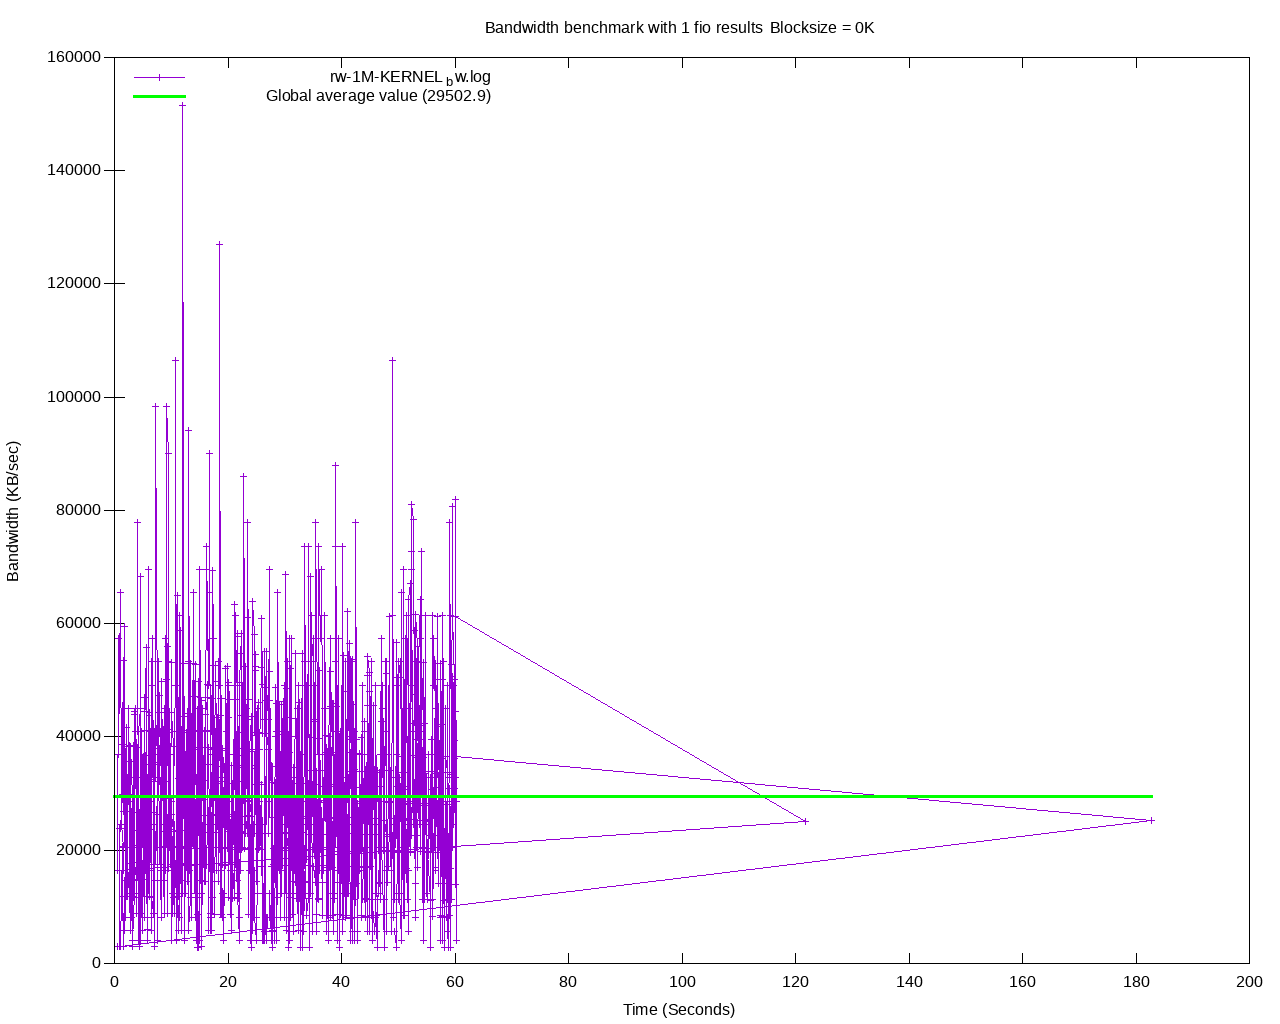 Bandwidth benchmark with 1 fio results Blocksize = 0K
160000
140000
120000
100000
80000
60000
40000
20000
0
rw-1M-KERNEL_bw.log
Global average value (29502.9)
Bandwidth (KB/sec)
0 20 40 60 80 100 120 140 160 180 200
Time (Seconds)